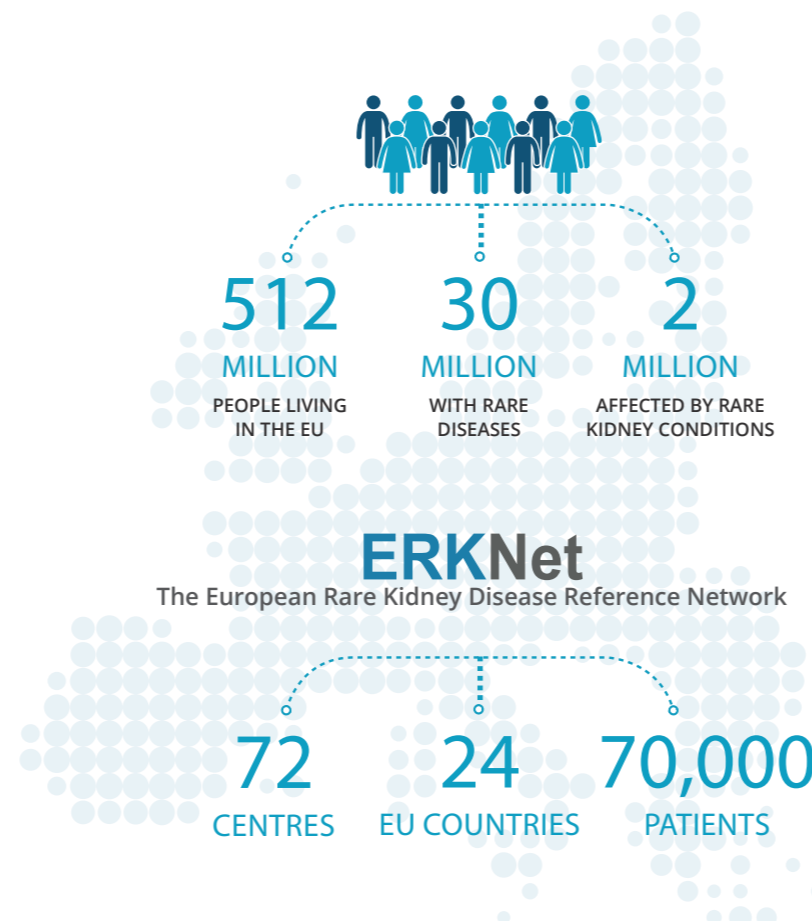 512
MILLION
PEOPLE LIVING
IN THE EU
30
MILLION
WITH RARE
DISEASES
2
MILLION
AFFECTED BY RARE
KIDNEY CONDITIONS
ERKNet
The European Rare Kidney Disease Reference Network
72
CENTRES
24
EU COUNTRIES
70,000
PATIENTS